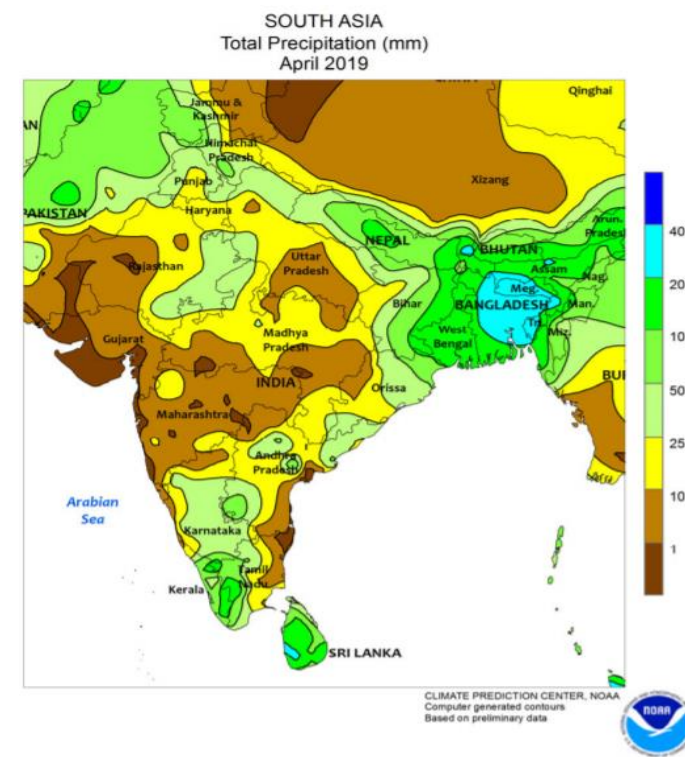 SOUTH ASIA
Total Precipitation (mm)
April 2019
Qinghai
Jammu &
Kashmir
Himachal
Pradesh
Xizang
Punjab
PAKISTAN
Haryana
NEPAL
BHUTAN
Arun.
Pradesh
Rajasthan
Uttar
Pradesh
Assam
Nag.
Bihar
Meg.
BANGLADESH
Man.
Tri.
Miz.
West
Bengal
Gujarat
Madhya
Pradesh
INDIA
Orissa
BUR
Maharashtra
Andhra
Pradesh
Arabian
Sea
Karnataka
Tamil
Nadu
Kerala
SRI LANKA
40
20
10
50
25
10
1
CLIMATE PREDICTION CENTER, NOAA
Computer generated contours
Based on preliminary data
NOAA